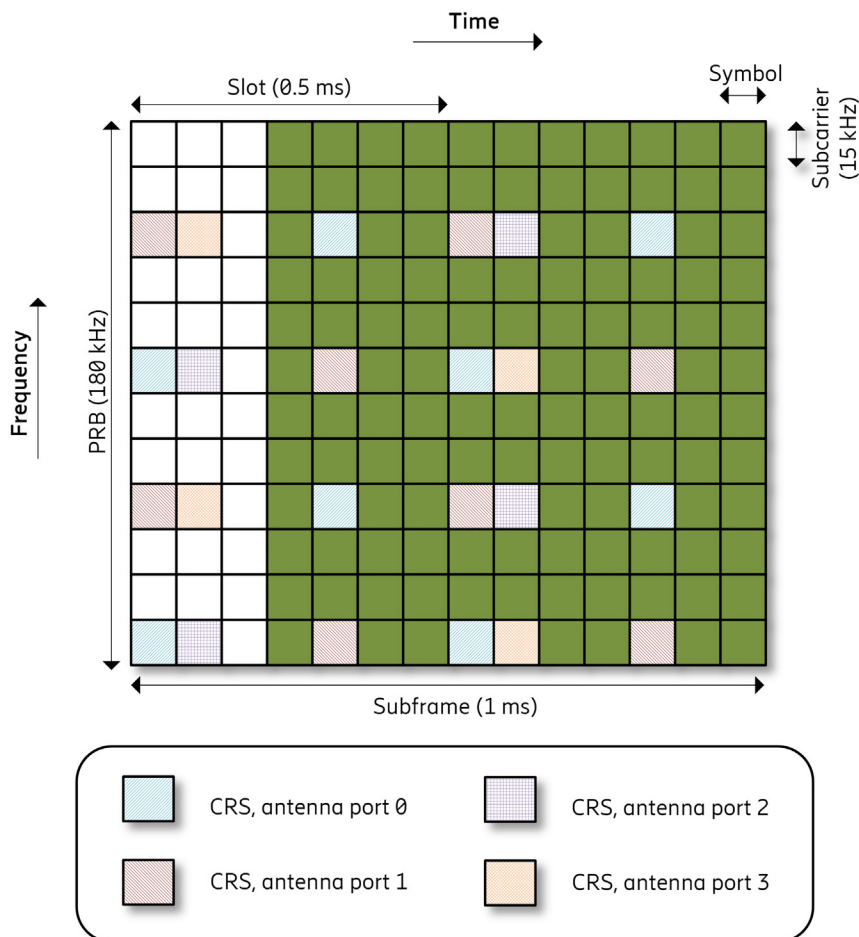 Time
Slot (0.5 ms)
Symbol
Subcarrier
(15 kHz)
Frequency
PRB (180 kHz)
Subframe (1 ms)
CRS, antenna port 0
CRS, antenna port 2
CRS, antenna port 1
CRS, antenna port 3